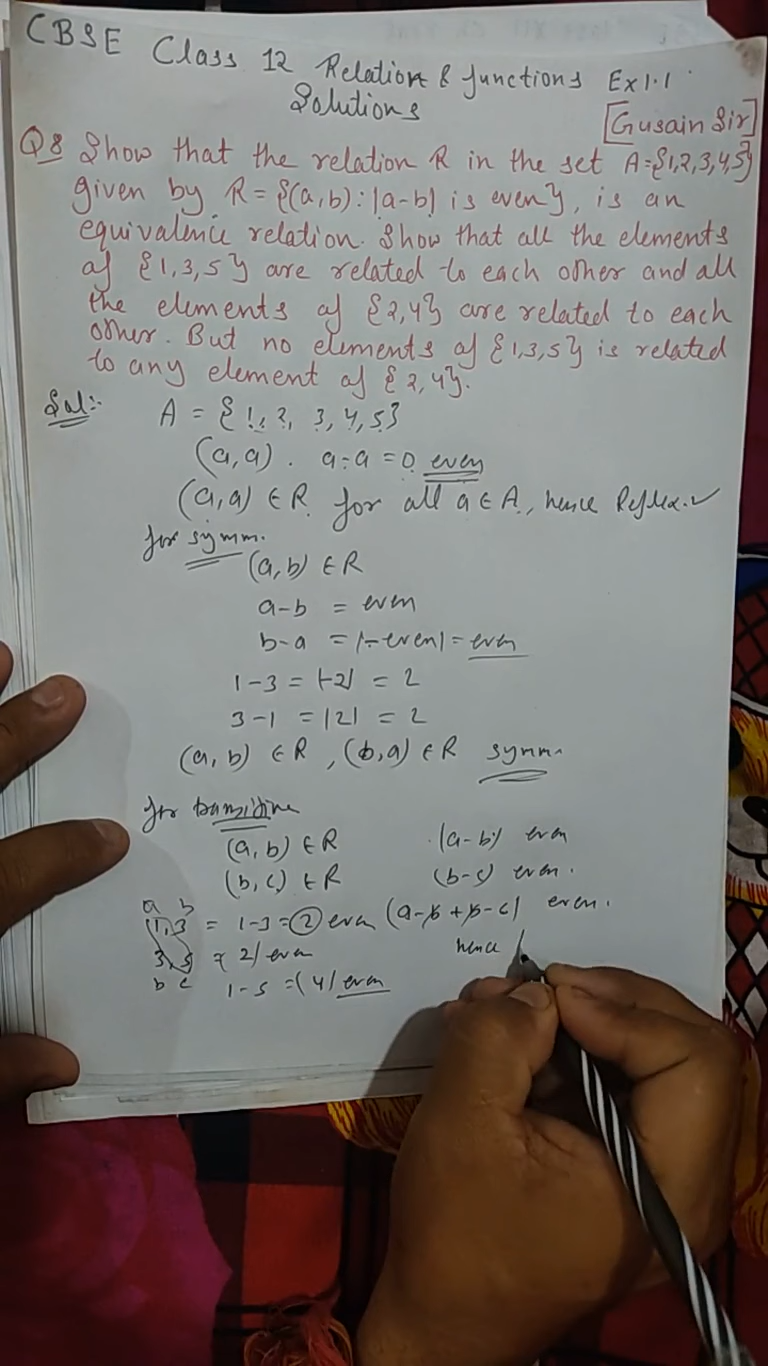 CBSE Class 12 Relation & functions Ex 1.1
Solutions
[Gusain Sir]
Q8 Show that the relation R in the set A={1,2,3,4,5}
given by R = {(a,b) : |a-b| is even}, is an
equivalence relation. Show that all the elements
of {1,3,5} are related to each other and all
the elements of {2,4} are related to each
other. But no elements of {1,3,5} is related
to any element of {2,4}.
Sol:-
A = {1, 2, 3, 4, 5}
(a,a) . a-a = 0 even
(a,a) ∈ R for all a ∈ A, hence Reflex.
for symm.
(a,b) ∈ R
a-b = even
b-a = |-even| = even
1-3 = |-2| = 2
3-1 = |2| = 2
(a,b) ∈ R , (b,a) ∈ R symm
for transitive
(a,b) ∈ R (a-b) even
(b,c) ∈ R (b-c) even.
a b
(1,3 = 1-3 = 2 even (a-b+b-c) even.
3,5 = 2| even hence
b c 1-5 = (4| even